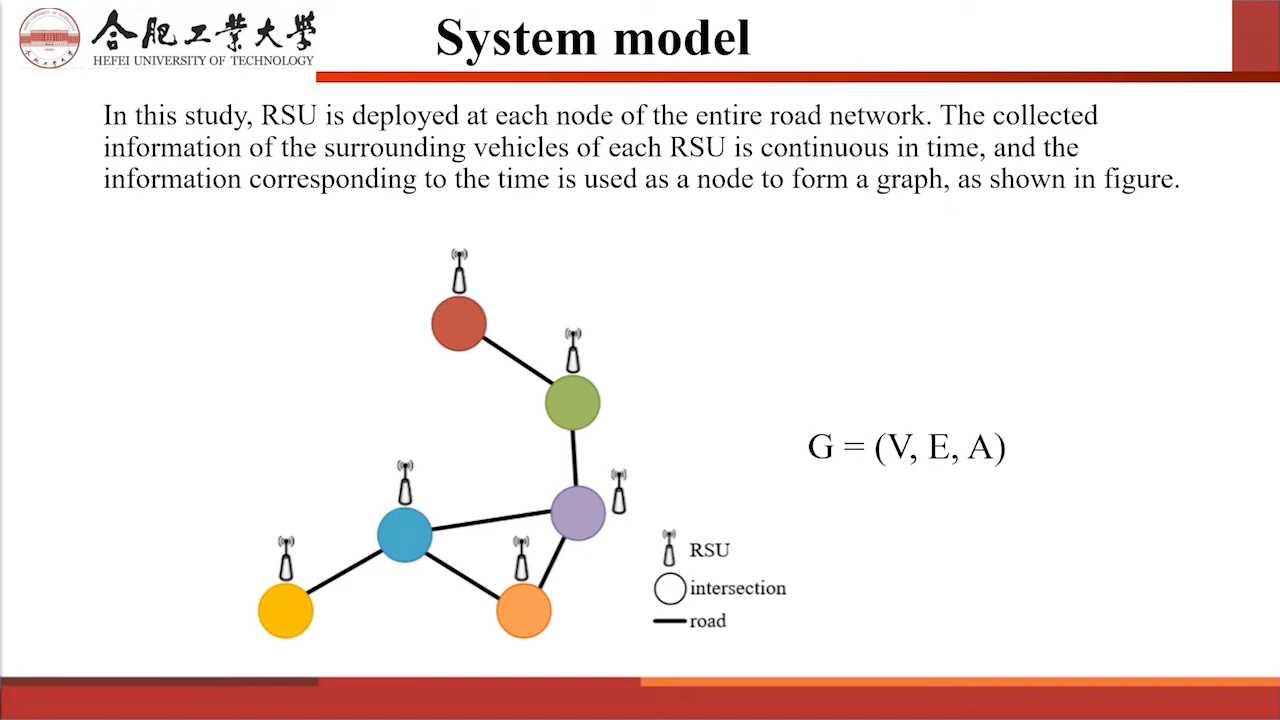 合肥工业大学
HEFEI UNIVERSITY OF TECHNOLOGY
System model
In this study, RSU is deployed at each node of the entire road network. The collected
information of the surrounding vehicles of each RSU is continuous in time, and the
information corresponding to the time is used as a node to form a graph, as shown in figure.
G = (V, E, A)
RSU
intersection
road